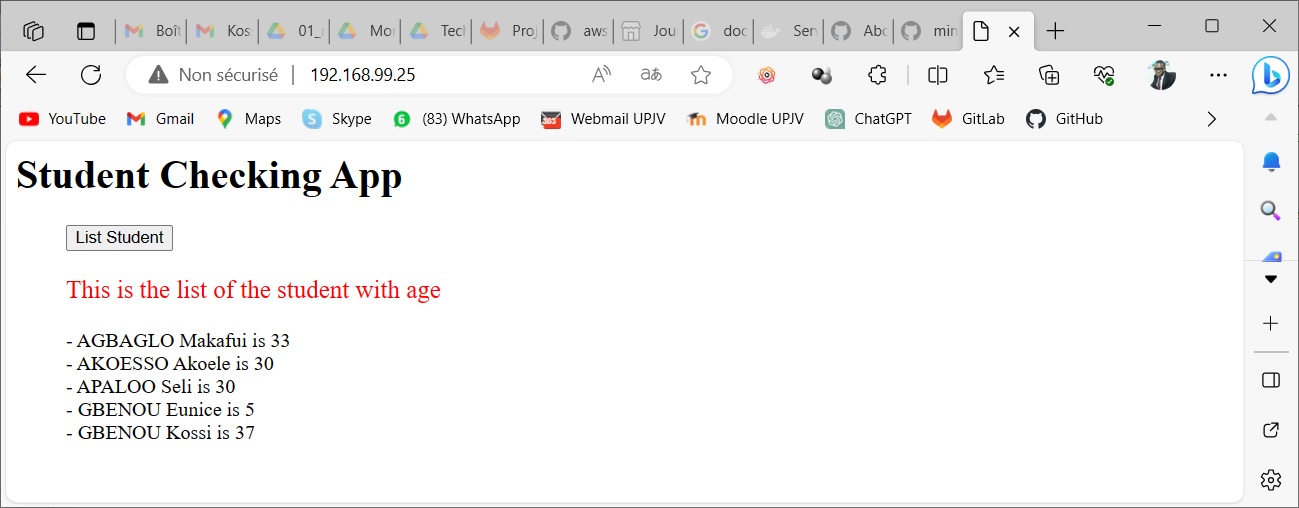 Boît Kos 01_ Mo Tech Proj aws Jou doc Ser Abc min
Non sécurisé | 192.168.99.25
YouTube Gmail Maps Skype (83) WhatsApp Webmail UPJV Moodle UPJV ChatGPT GitLab GitHub
Student Checking App
List Student
This is the list of the student with age
- AGBAGLO Makafui is 33
- AKOESSO Akoele is 30
- APALOO Seli is 30
- GBENOU Eunice is 5
- GBENOU Kossi is 37